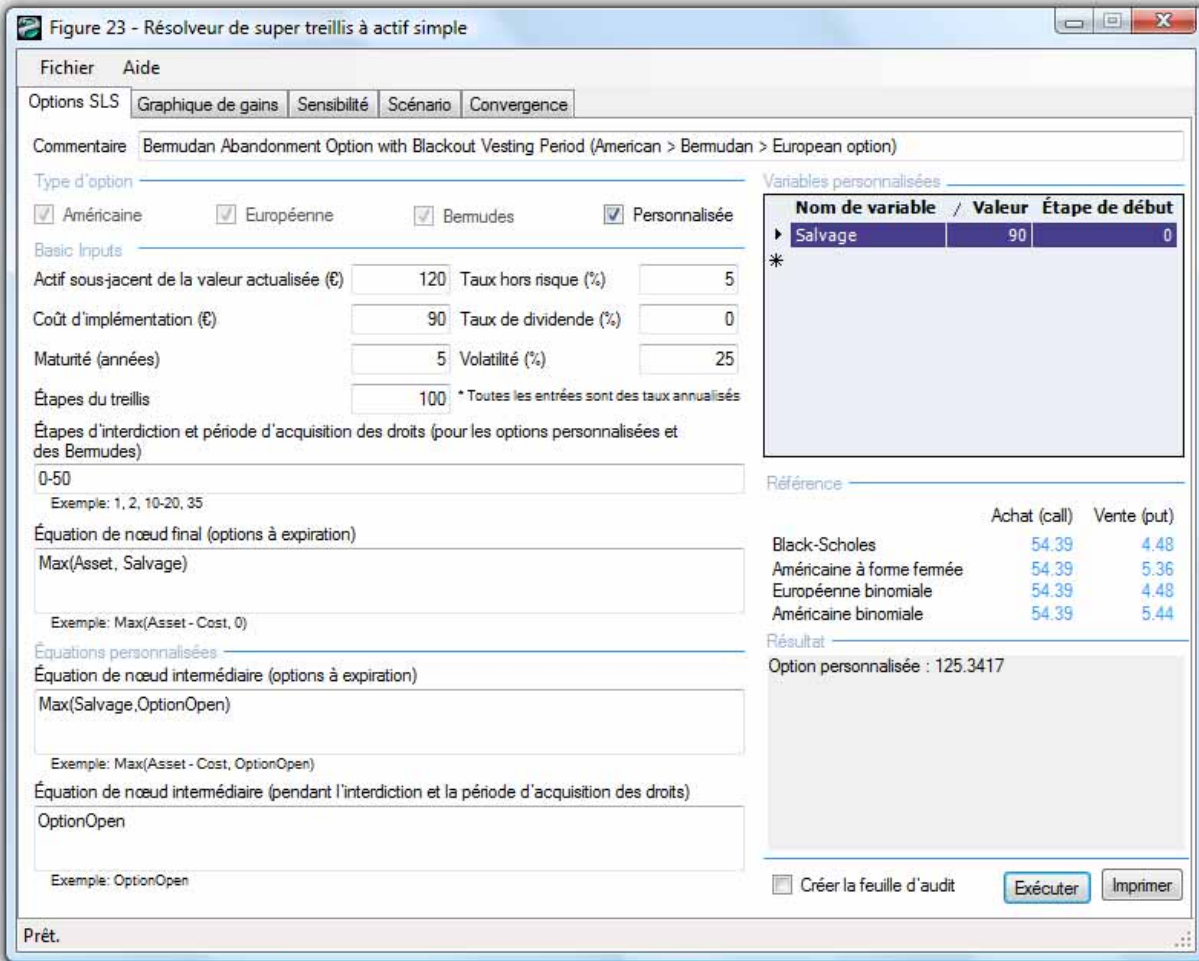 Figure 23 - Résolveur de super treillis à actif simple
Fichier Aide
Options SLS Graphique de gains Sensibilité Scénario Convergence
Commentaire Bermudan Abandonment Option with Blackout Vesting Period (American > Bermudan > European option)
Type d'option
Américaine Européenne Bermudes Personnalisée
Basic Inputs
Actif sous-jacent de la valeur actualisée (€) 120 Taux hors risque (%) 5
Coût d'implémentation (€) 90 Taux de dividende (%) 0
Maturité (années) 5 Volatilité (%) 25
Étapes du treillis 100 * Toutes les entrées sont des taux annualisés
Étapes d'interdiction et période d'acquisition des droits (pour les options personnalisées et
des Bermudes)
0-50
Exemple: 1, 2, 10-20, 35
Équation de nœud final (options à expiration)
Max(Asset, Salvage)
Exemple: Max(Asset - Cost, 0)
Équations personnalisées
Équation de nœud intermédiaire (options à expiration)
Max(Salvage,OptionOpen)
Exemple: Max(Asset - Cost, OptionOpen)
Équation de nœud intermédiaire (pendant l'interdiction et la période d'acquisition des droits)
OptionOpen
Exemple: OptionOpen
Variables personnalisées
Nom de variable / Valeur Étape de début
Salvage 90 0
Référence
Achat (call) Vente (put)
Black-Scholes 54.39 4.48
Américaine à forme fermée 54.39 5.36
Européenne binomiale 54.39 4.48
Américaine binomiale 54.39 5.44
Résultat
Option personnalisée : 125.3417
Créer la feuille d'audit Exécuter Imprimer
Prêt.